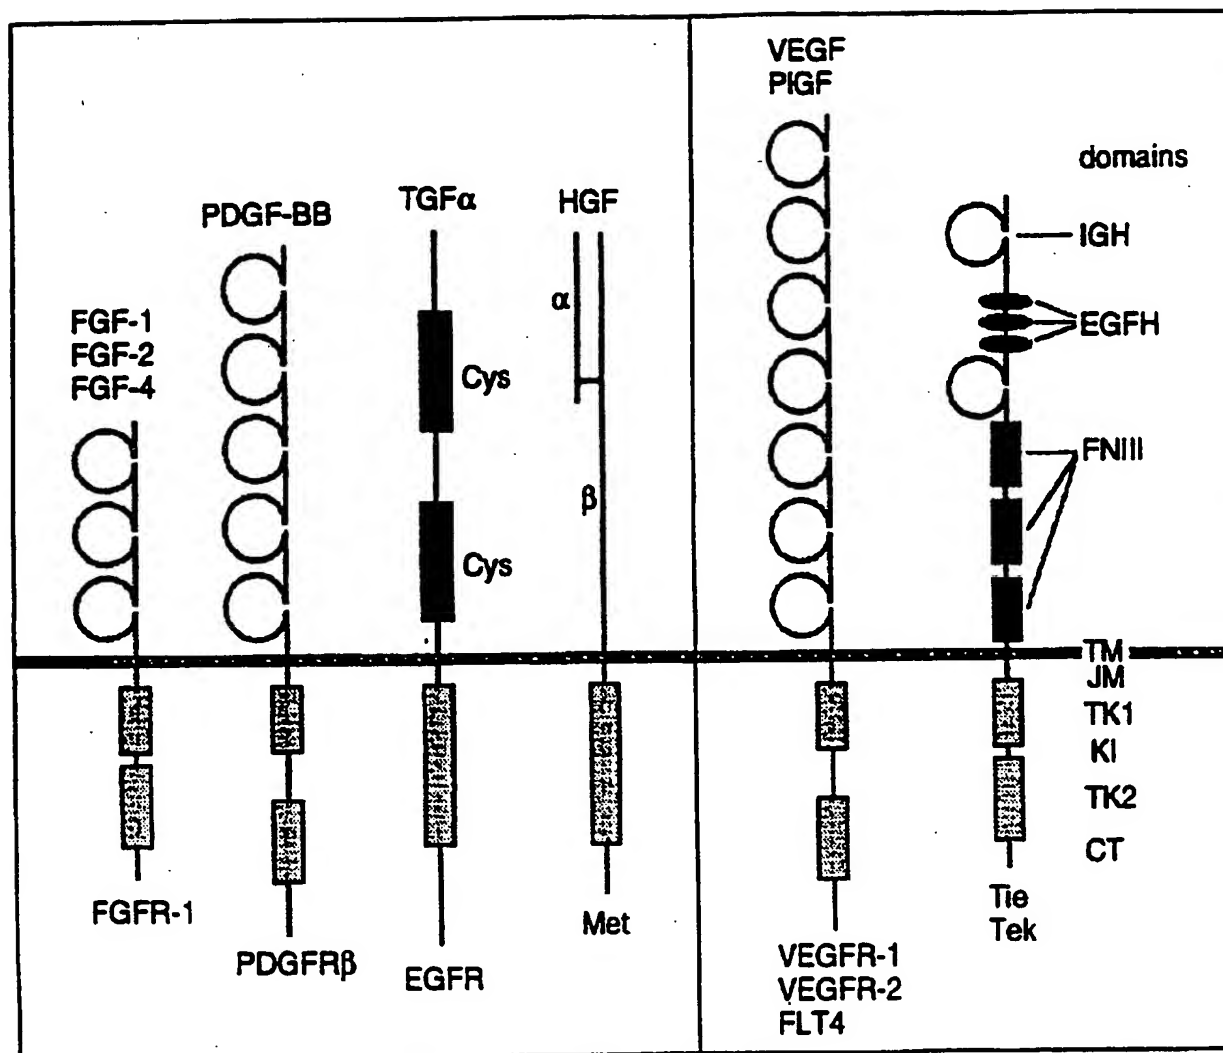 FGF-1
FGF-2
FGF-4
PDGF-BB
TGFα
HGF
α
β
Cys
Cys
FGFR-1
PDGFRβ
EGFR
Met
VEGF
PIGF
domains
IGH
EGFH
FNIII
TM
JM
TK1
KI
TK2
CT
VEGFR-1
VEGFR-2
FLT4
Tie
Tek